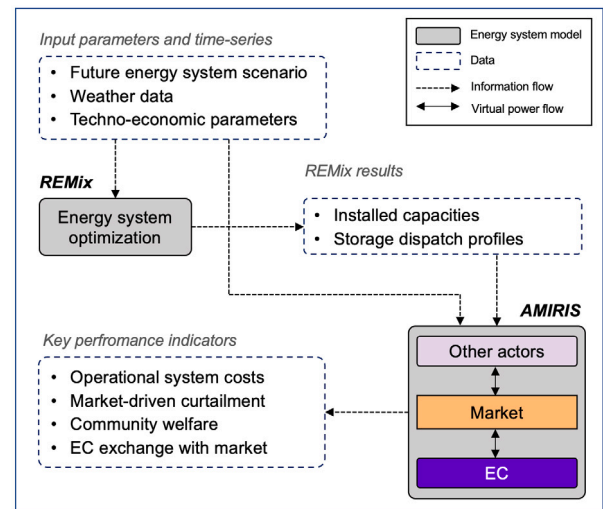 Input parameters and time-series
• Future energy system scenario
• Weather data
• Techno-economic parameters
Energy system model
Data
Information flow
Virtual power flow
REMix
Energy system
optimization
REMix results
• Installed capacities
• Storage dispatch profiles
Key perfromance indicators
• Operational system costs
• Market-driven curtailment
• Community welfare
• EC exchange with market
AMIRIS
Other actors
Market
EC